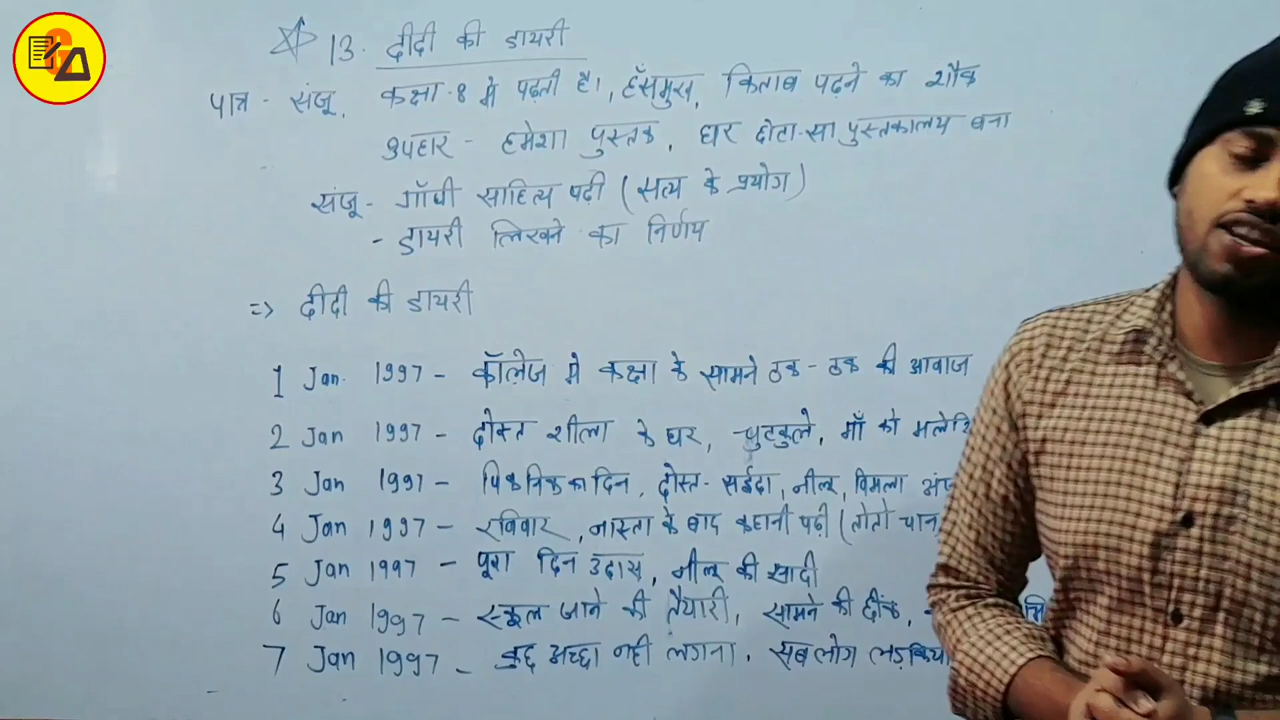 13. दीदी की डायरी
पात्र - संजू, कक्षा-8 में पढ़ती है।, हँसमुख, किताब पढ़ने का शौक
उपहार - हमेशा पुस्तक, घर छोटा-सा पुस्तकालय बना
संजू - गाँधी साहित्य पढ़ी (सत्य के प्रयोग)
- डायरी लिखने का निर्णय
=> दीदी की डायरी
1 Jan. 1997 - कॉलेज में कक्षा के सामने ठक - ठक की आवाज
2 Jan 1997 - दोस्त शीला के घर, चुटकुले, माँ को
3 Jan 1997 - पिकनिक का दिन, दोस्त - सईदा, नीलू, विमला
4 Jan 1997 - रविवार, नास्ता के बाद कहानी पढ़ी (तोतो चान
5 Jan 1997 - पूरा दिन उदास, नीलू की शादी
6 Jan 1997 - स्कूल जाने की तैयारी, सामने की छींक,
7 Jan 1997 - कुछ अच्छा नही लगना, सब लोग